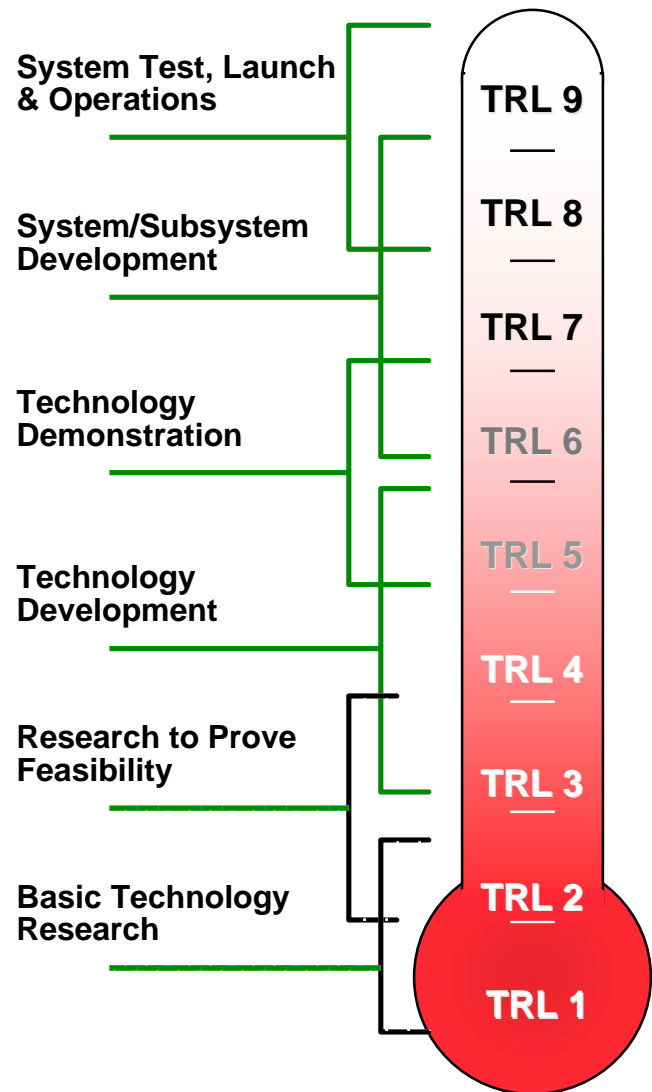 System Test, Launch
& Operations
System/Subsystem
Development
Technology
Demonstration
Technology
Development
Research to Prove
Feasibility
Basic Technology
Research
TRL 9
TRL 8
TRL 7
TRL 6
TRL 5
TRL 4
TRL 3
TRL 2
TRL 1